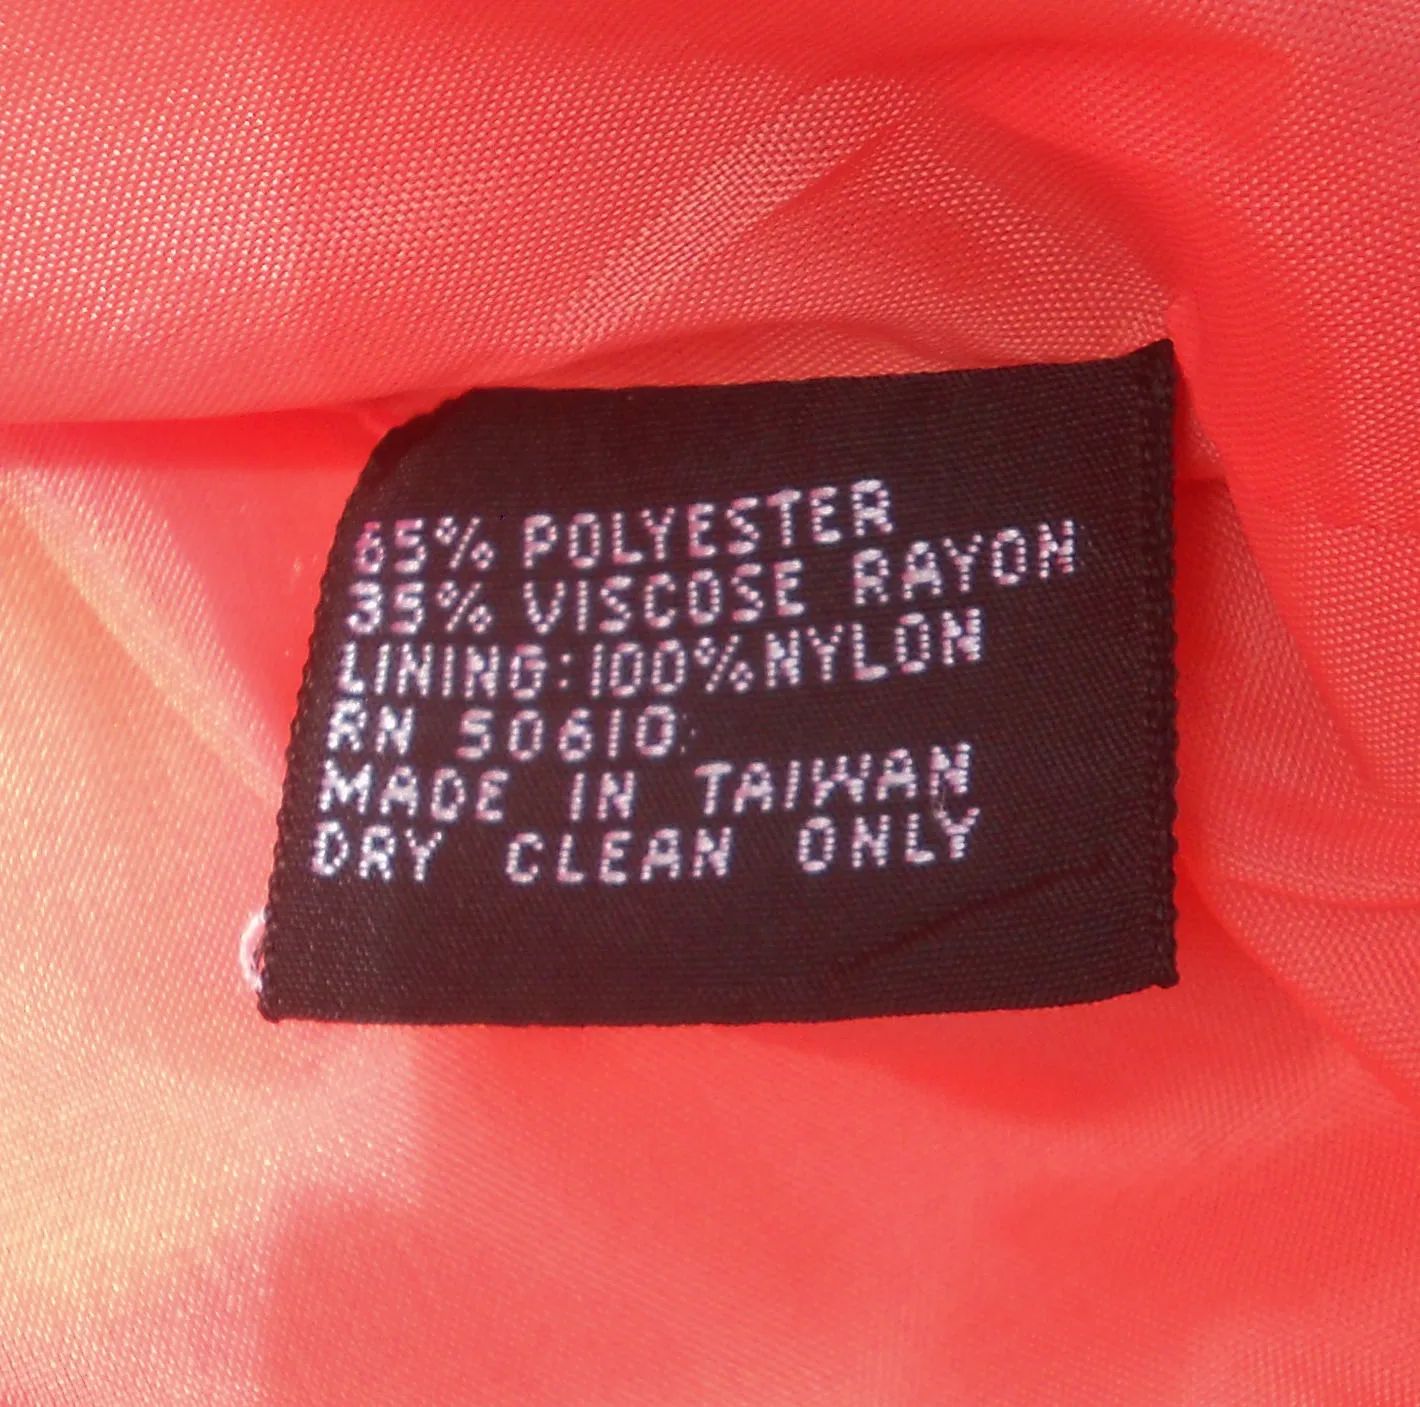 65% POLYESTER
35% VISCOSE RAYON
LINING:100% NYLON
RN 50610
MADE IN TAIWAN
DRY CLEAN ONLY